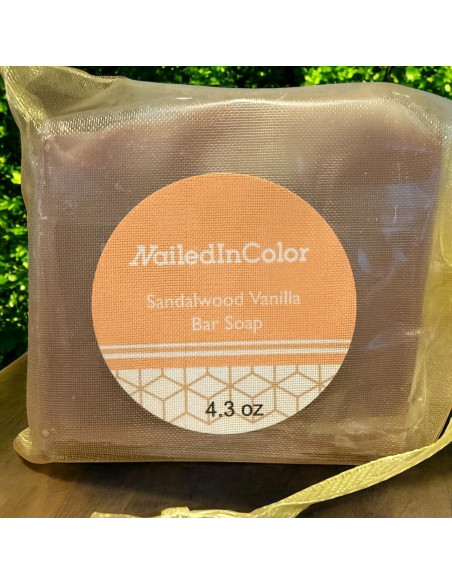 NailedInColor
Sandalwood Vanilla
Bar Soap
4.3 oz